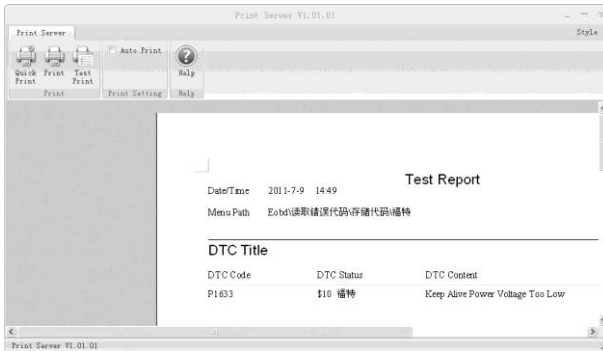 Print Server V1.01.01
Print Server
Style
Quick Print
Print
Test Print
Auto Print
Help
Print
Print Setting
Help
Test Report
Date/Time 2011-7-9 14:49
Menu Path Eobd\读取错误代码\存储代码\福特
DTC Title
DTC Code DTC Status DTC Content
P1633 $10 福特 Keep Alive Power Voltage Too Low
Print Server V1.01.01